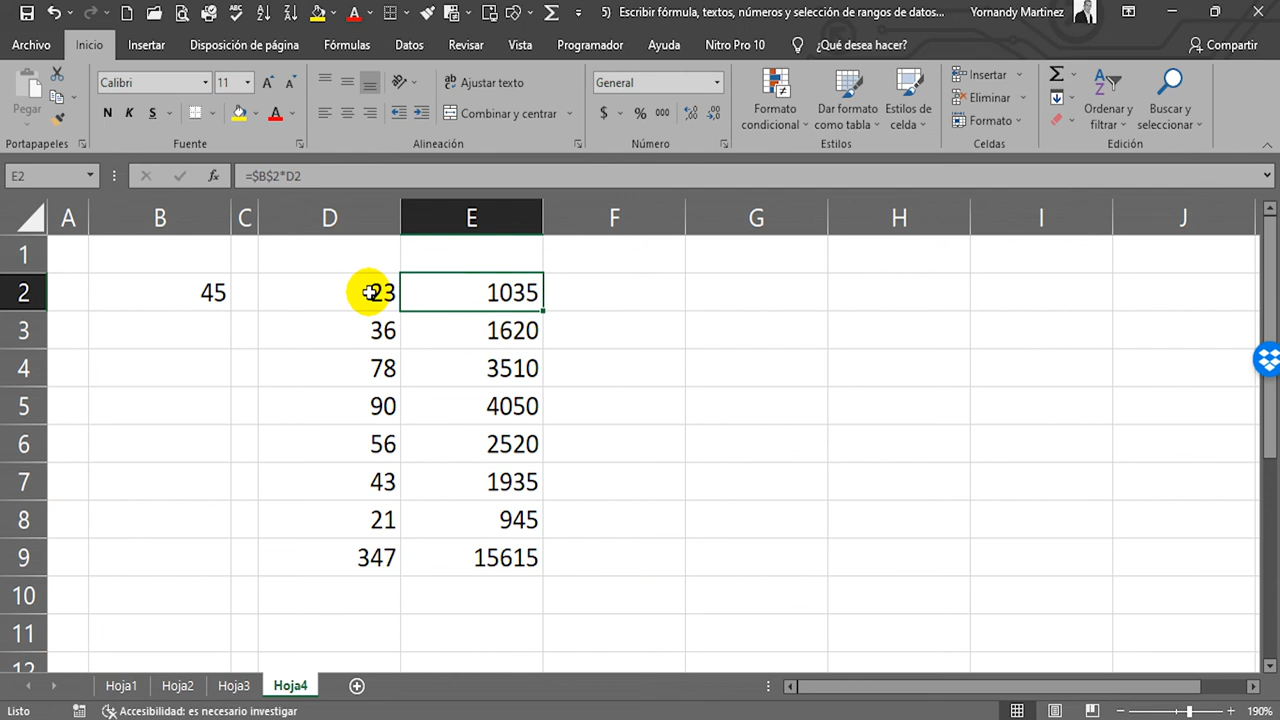 5) Escribir fórmula, textos, números y selección de rangos de datos... Yornandy Martinez
Archivo Inicio Insertar Disposición de página Fórmulas Datos Revisar Vista Programador Ayuda Nitro Pro 10 ¿Qué desea hacer? Compartir
Pegar
Calibri 11
N K S
Ajustar texto
Combinar y centrar
General
$ % 000
Formato condicional
Dar formato como tabla
Estilos de celda
Insertar
Eliminar
Formato
Ordenar y filtrar
Buscar y seleccionar
Portapapeles Fuente Alineación Número Estilos Celdas Edición
E2 fx =$B$2*D2
A B C D E F G H I J
1
2 45 23 1035
3 36 1620
4 78 3510
5 90 4050
6 56 2520
7 43 1935
8 21 945
9 347 15615
10
11
12
Hoja1 Hoja2 Hoja3 Hoja4
Listo Accesibilidad: es necesario investigar 190%